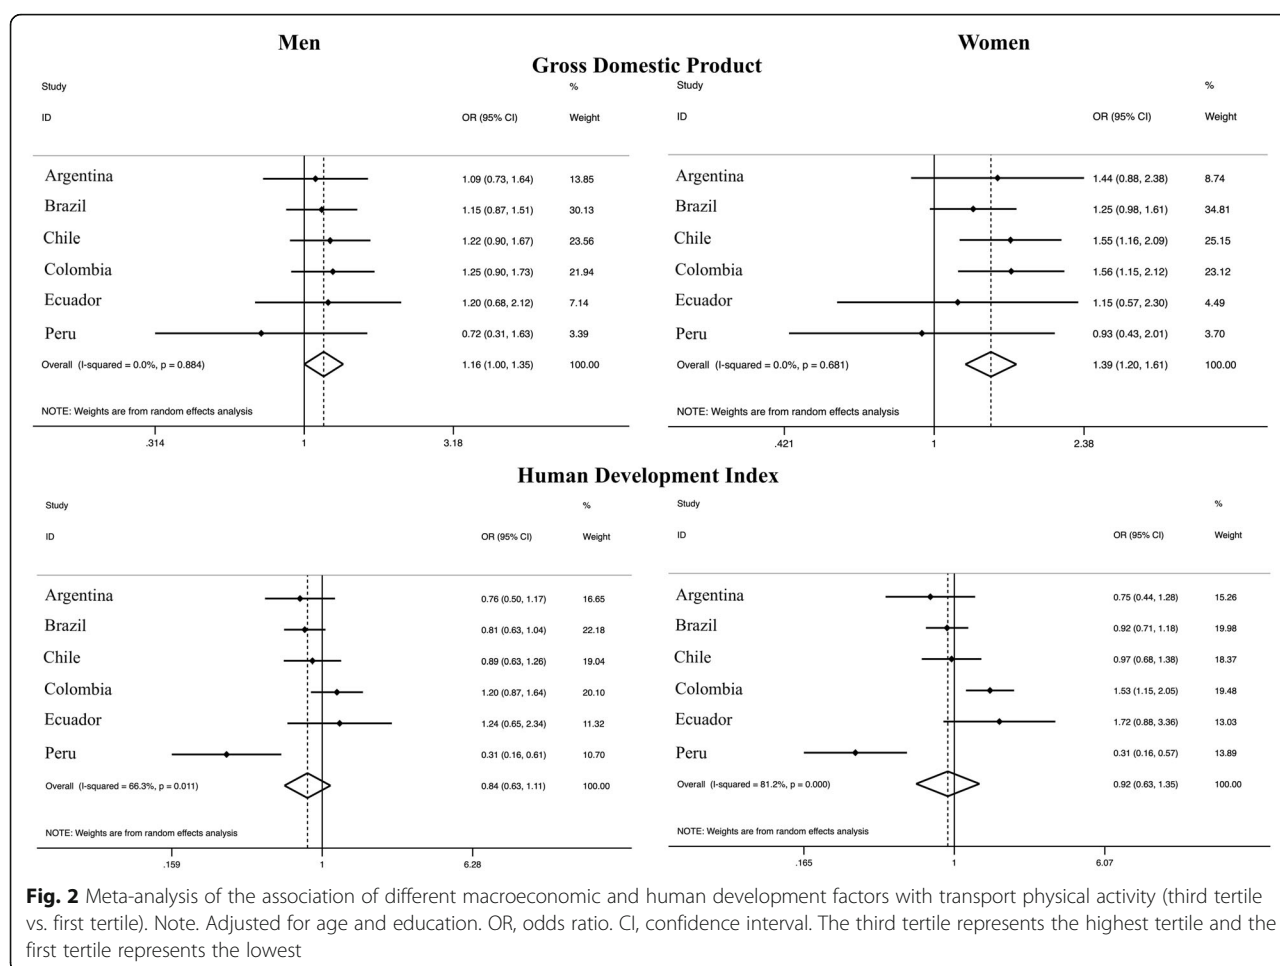 Men
Women
Gross Domestic Product
Study
%
ID
OR (95% CI)
Weight
Argentina
1.09 (0.73, 1.64)
13.85
Brazil
1.15 (0.87, 1.51)
30.13
Chile
1.22 (0.90, 1.67)
23.56
Colombia
1.25 (0.90, 1.73)
21.94
Ecuador
1.20 (0.68, 2.12)
7.14
Peru
0.72 (0.31, 1.63)
3.39
Overall (I-squared = 0.0%, p = 0.884)
1.16 (1.00, 1.35)
100.00
NOTE: Weights are from random effects analysis
.314
1
3.18
Study
%
ID
OR (95% CI)
Weight
Argentina
1.44 (0.88, 2.38)
8.74
Brazil
1.25 (0.98, 1.61)
34.81
Chile
1.55 (1.16, 2.09)
25.15
Colombia
1.56 (1.15, 2.12)
23.12
Ecuador
1.15 (0.57, 2.30)
4.49
Peru
0.93 (0.43, 2.01)
3.70
Overall (I-squared = 0.0%, p = 0.681)
1.39 (1.20, 1.61)
100.00
NOTE: Weights are from random effects analysis
.421
1
2.38
Human Development Index
Study
%
ID
OR (95% CI)
Weight
Argentina
0.76 (0.50, 1.17)
16.65
Brazil
0.81 (0.63, 1.04)
22.18
Chile
0.89 (0.63, 1.26)
19.04
Colombia
1.20 (0.87, 1.64)
20.10
Ecuador
1.24 (0.65, 2.34)
11.32
Peru
0.31 (0.16, 0.61)
10.70
Overall (I-squared = 66.3%, p = 0.011)
0.84 (0.63, 1.11)
100.00
NOTE: Weights are from random effects analysis
.159
1
6.28
Study
%
ID
OR (95% CI)
Weight
Argentina
0.75 (0.44, 1.28)
15.26
Brazil
0.92 (0.71, 1.18)
19.98
Chile
0.97 (0.68, 1.38)
18.37
Colombia
1.53 (1.15, 2.05)
19.48
Ecuador
1.72 (0.88, 3.36)
13.03
Peru
0.31 (0.16, 0.57)
13.89
Overall (I-squared = 81.2%, p = 0.000)
0.92 (0.63, 1.35)
100.00
NOTE: Weights are from random effects analysis
.165
1
6.07
Fig. 2 Meta-analysis of the association of different macroeconomic and human development factors with transport physical activity (third tertile
vs. first tertile). Note. Adjusted for age and education. OR, odds ratio. CI, confidence interval. The third tertile represents the highest tertile and the
first tertile represents the lowest